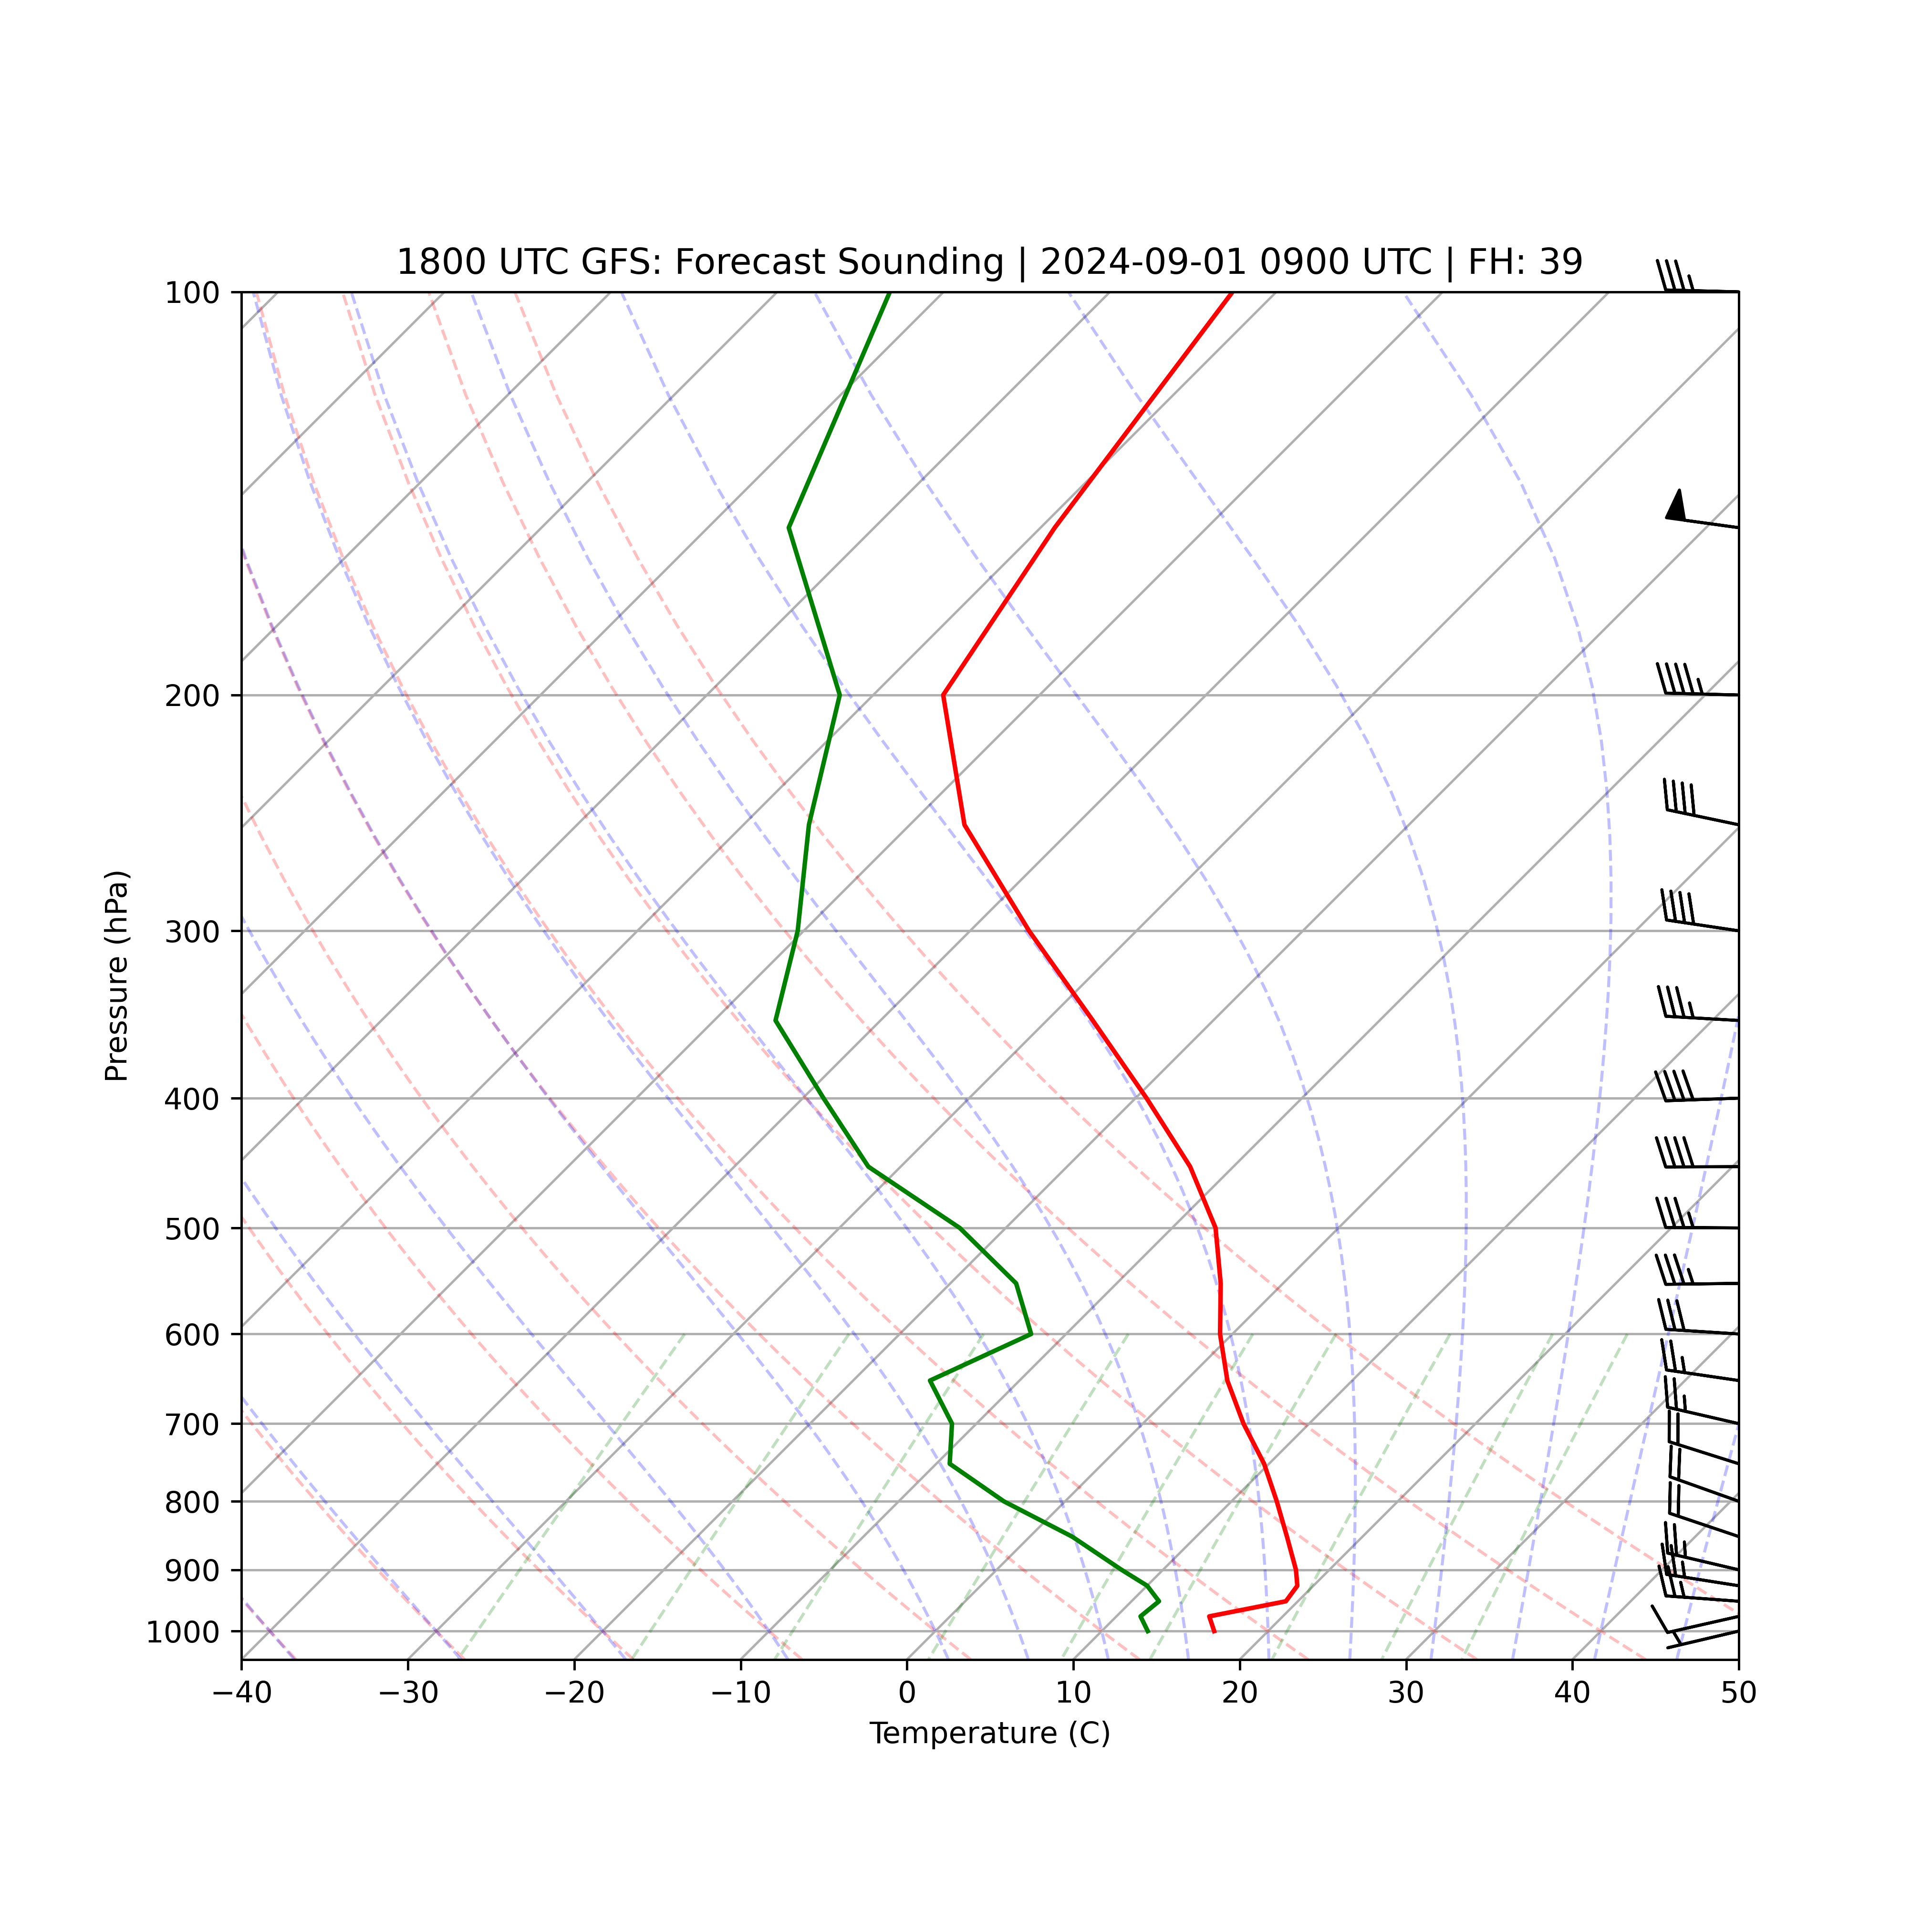 1800 UTC GFS: Forecast Sounding | 2024-09-01 0900 UTC | FH: 39
100
200
300
400
500
600
700
800
900
1000
Pressure (hPa)
−40 −30 −20 −10 0 10 20 30 40 50
Temperature (C)